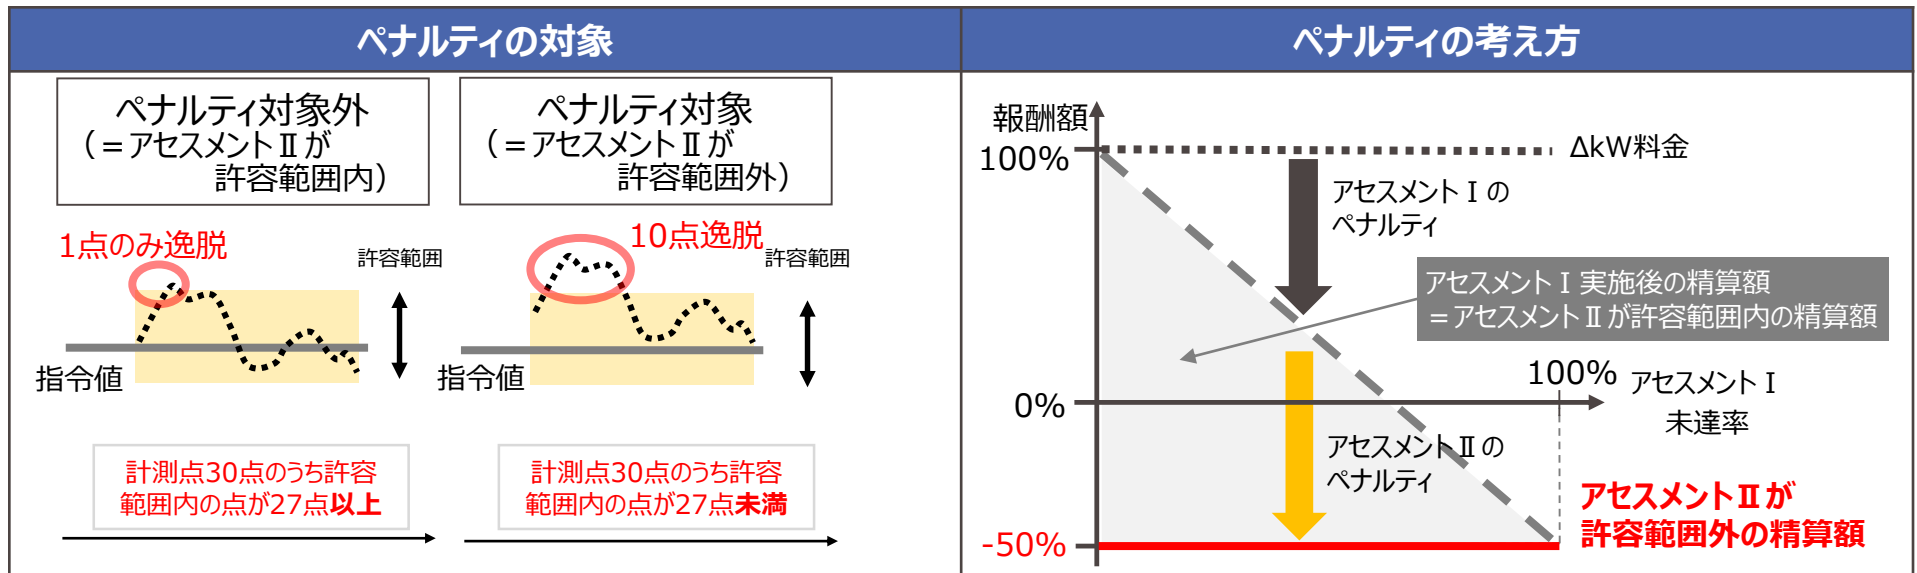 ペナルティの対象
ペナルティ対象外
(=アセスメントⅡが
許容範囲内)
1点のみ逸脱
許容範囲
指令値
計測点30点のうち許容
範囲内の点が27点以上
ペナルティ対象
(=アセスメントⅡが
許容範囲外)
10点逸脱
許容範囲
指令値
計測点30点のうち許容
範囲内の点が27点未満
ペナルティの考え方
報酬額
100%
ΔkW料金
アセスメントⅠの
ペナルティ
アセスメントⅠ実施後の精算額
=アセスメントⅡが許容範囲内の精算額
100%
アセスメントⅠ
未達率
0%
アセスメントⅡの
ペナルティ
アセスメントⅡが
許容範囲外の精算額
-50%